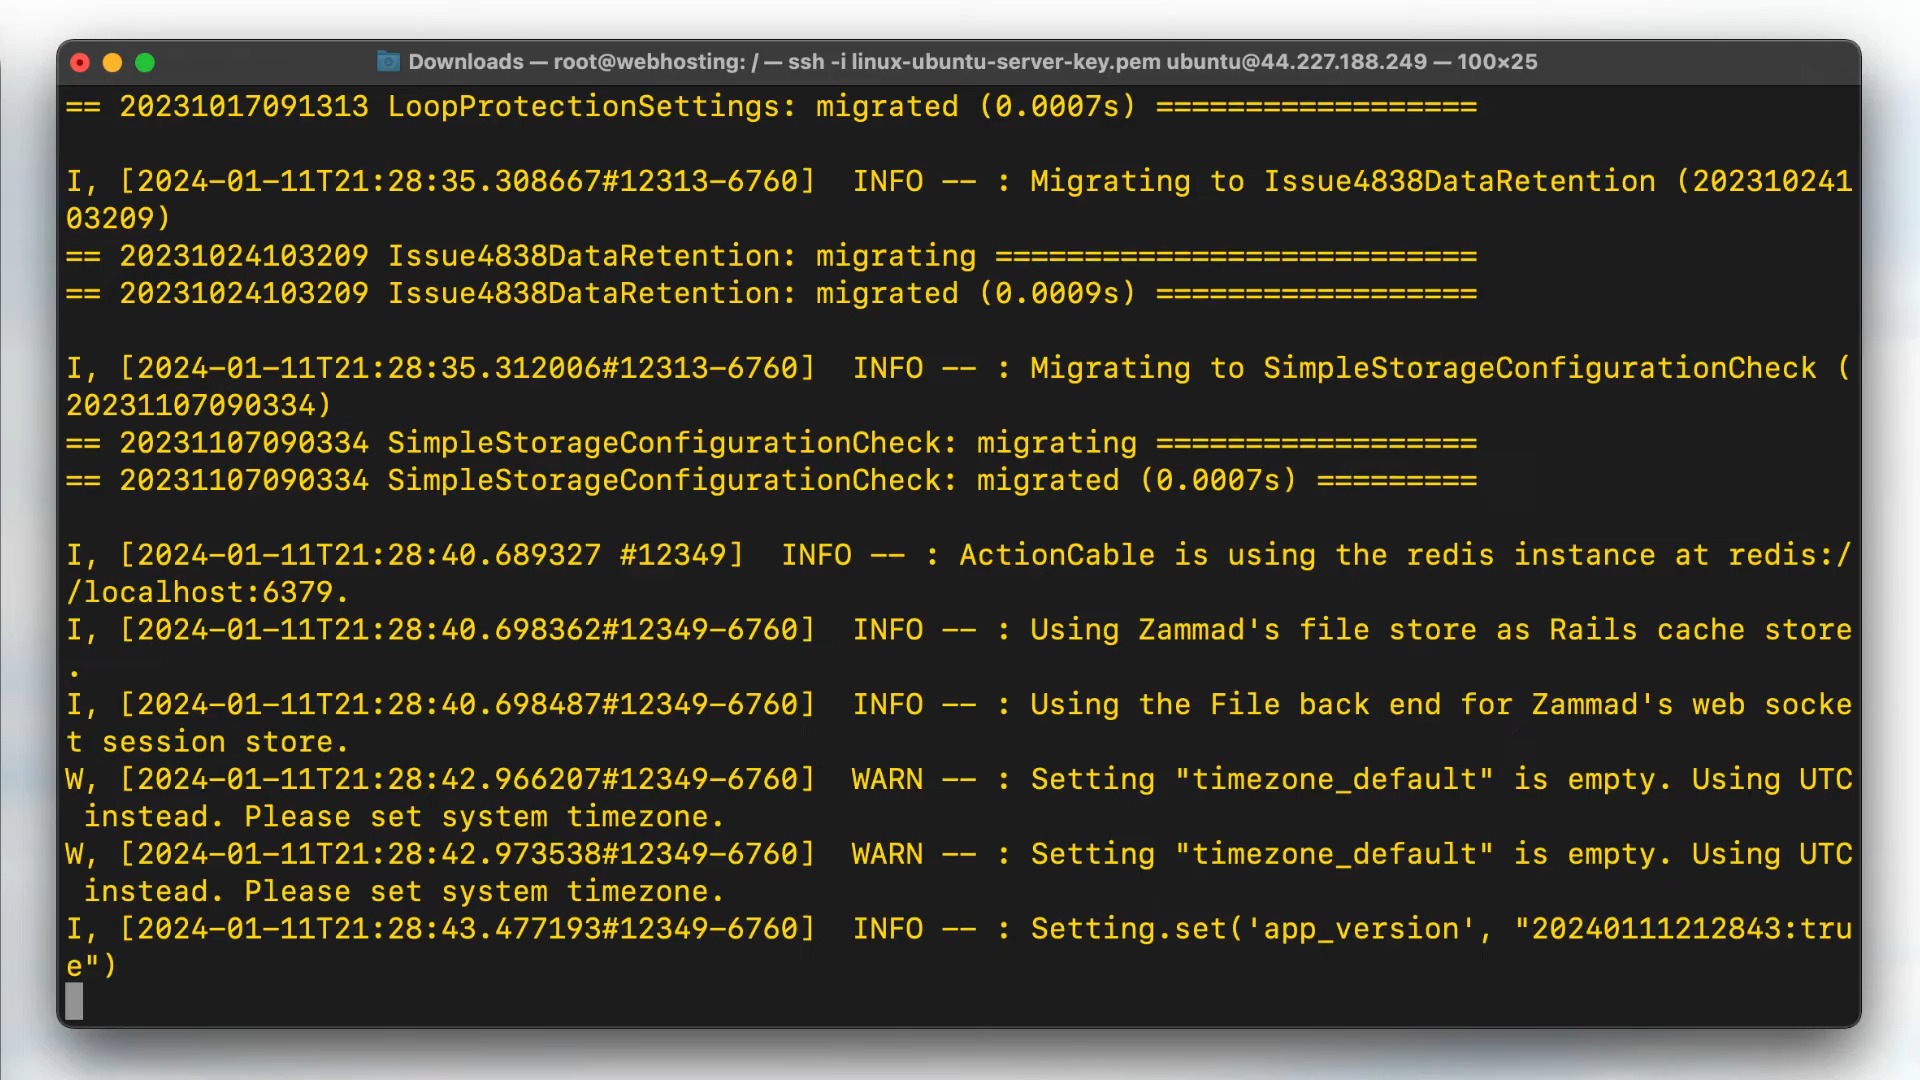 Downloads — root@webhosting: / — ssh -i linux-ubuntu-server-key.pem ubuntu@44.227.188.249 — 100×25
== 20231017091313 LoopProtectionSettings: migrated (0.0007s) ==================
I, [2024-01-11T21:28:35.308667#12313-6760]  INFO -- : Migrating to Issue4838DataRetention (202310241
03209)
== 20231024103209 Issue4838DataRetention: migrating ===========================
== 20231024103209 Issue4838DataRetention: migrated (0.0009s) ==================
I, [2024-01-11T21:28:35.312006#12313-6760]  INFO -- : Migrating to SimpleStorageConfigurationCheck (
20231107090334)
== 20231107090334 SimpleStorageConfigurationCheck: migrating ==================
== 20231107090334 SimpleStorageConfigurationCheck: migrated (0.0007s) =========
I, [2024-01-11T21:28:40.689327 #12349]  INFO -- : ActionCable is using the redis instance at redis:/
/localhost:6379.
I, [2024-01-11T21:28:40.698362#12349-6760]  INFO -- : Using Zammad's file store as Rails cache store
.
I, [2024-01-11T21:28:40.698487#12349-6760]  INFO -- : Using the File back end for Zammad's web socke
t session store.
W, [2024-01-11T21:28:42.966207#12349-6760]  WARN -- : Setting "timezone_default" is empty. Using UTC
 instead. Please set system timezone.
W, [2024-01-11T21:28:42.973538#12349-6760]  WARN -- : Setting "timezone_default" is empty. Using UTC
 instead. Please set system timezone.
I, [2024-01-11T21:28:43.477193#12349-6760]  INFO -- : Setting.set('app_version', "20240111212843:tru
e")